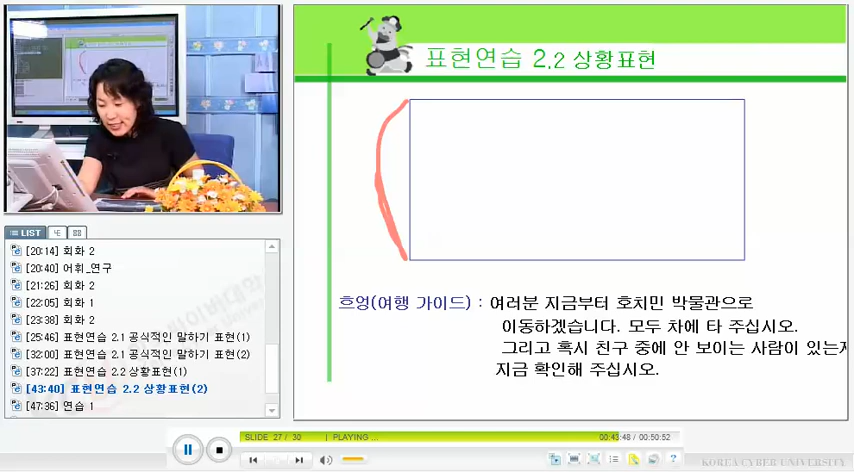 표현연습 2.2 상황표현
흐엉(여행 가이드) : 여러분 지금부터 호치민 박물관으로
이동하겠습니다. 모두 차에 타 주십시오.
그리고 혹시 친구 중에 안 보이는 사람이 있는지
지금 확인해 주십시오.
LIST
[20:14] 회화 2
[20:40] 어휘_연구
[21:26] 회화 2
[22:05] 회화 1
[23:38] 회화 2
[25:46] 표현연습 2.1 공식적인 말하기 표현(1)
[32:00] 표현연습 2.1 공식적인 말하기 표현(2)
[37:22] 표현연습 2.2 상황표현(1)
[43:40] 표현연습 2.2 상황표현(2)
[47:36] 연습 1
SLIDE 27 / 30 | PLAYING ...
00:43:48 / 00:50:52
KOREA CYBER UNIVERSITY